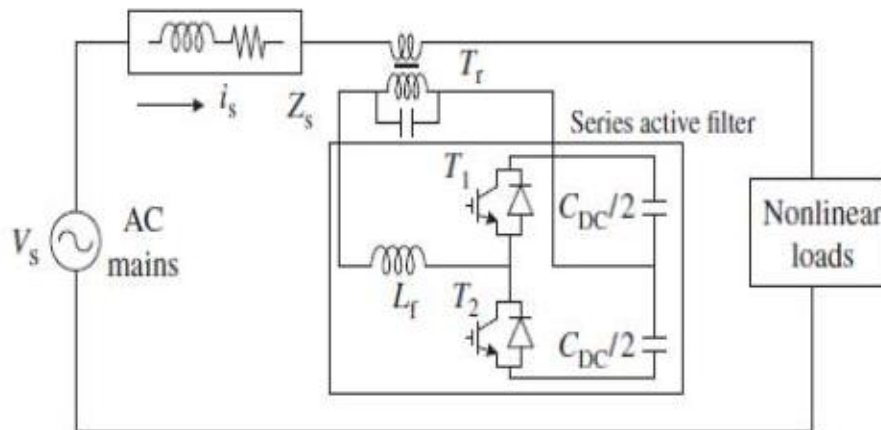 T_r
i_s
Z_s
Series active filter
T_1
C_DC/2
Nonlinear
loads
V_s
AC
mains
L_f
T_2
C_DC/2